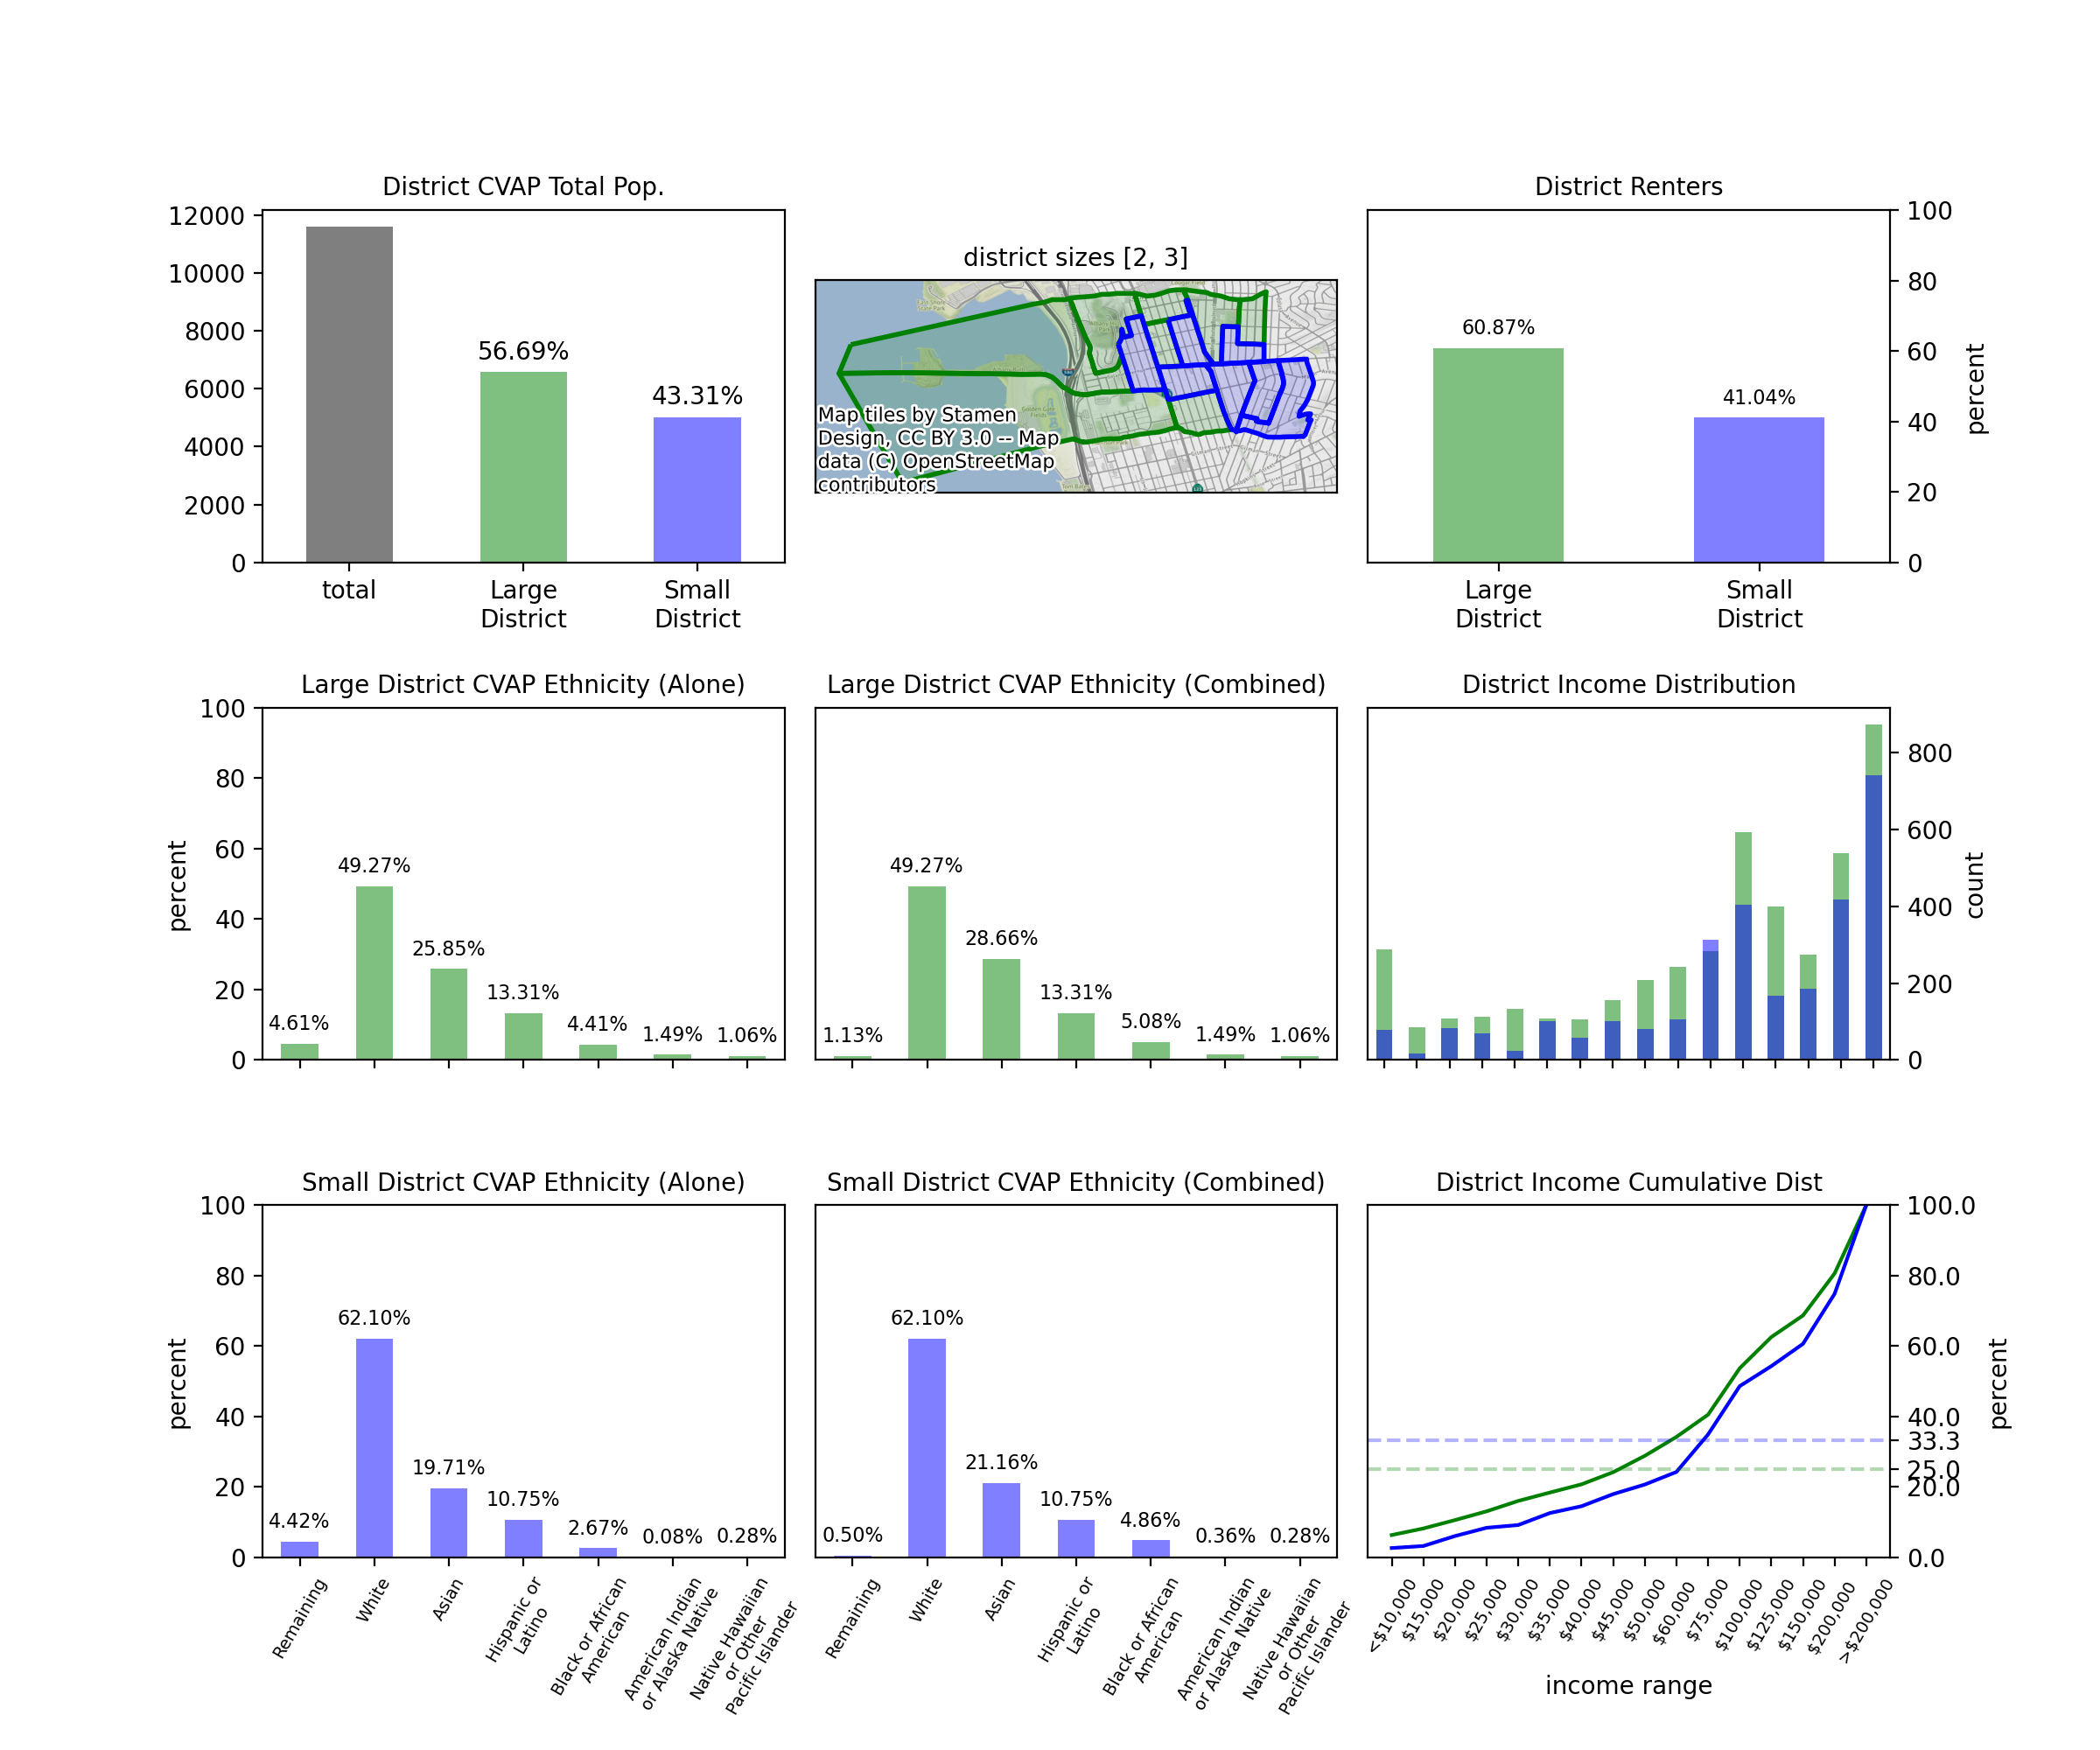 District CVAP Total Pop.
12000
10000
8000
6000
4000
2000
0
56.69%
43.31%
total
Large
District
Small
District
district sizes [2, 3]
Map tiles by Stamen
Design, CC BY 3.0 -- Map
data (C) OpenStreetMap
contributors
District Renters
60.87%
41.04%
100
80
60
40
20
0
percent
Large
District
Small
District
Large District CVAP Ethnicity (Alone)
percent
100
80
60
40
20
0
4.61%
49.27%
25.85%
13.31%
4.41%
1.49%
1.06%
Large District CVAP Ethnicity (Combined)
1.13%
49.27%
28.66%
13.31%
5.08%
1.49%
1.06%
District Income Distribution
800
600
400
200
0
count
Small District CVAP Ethnicity (Alone)
percent
100
80
60
40
20
0
4.42%
62.10%
19.71%
10.75%
2.67%
0.08%
0.28%
Remaining
White
Asian
Hispanic or
Latino
Black or African
American
American Indian
or Alaska Native
Native Hawaiian
or Other
Pacific Islander
Small District CVAP Ethnicity (Combined)
0.50%
62.10%
21.16%
10.75%
4.86%
0.36%
0.28%
Remaining
White
Asian
Hispanic or
Latino
Black or African
American
American Indian
or Alaska Native
Native Hawaiian
or Other
Pacific Islander
District Income Cumulative Dist
100.0
80.0
60.0
40.0
33.3
25.0
20.0
0.0
percent
<$10,000
$15,000
$20,000
$25,000
$30,000
$35,000
$40,000
$45,000
$50,000
$60,000
$75,000
$100,000
$125,000
$150,000
$200,000
>$200,000
income range